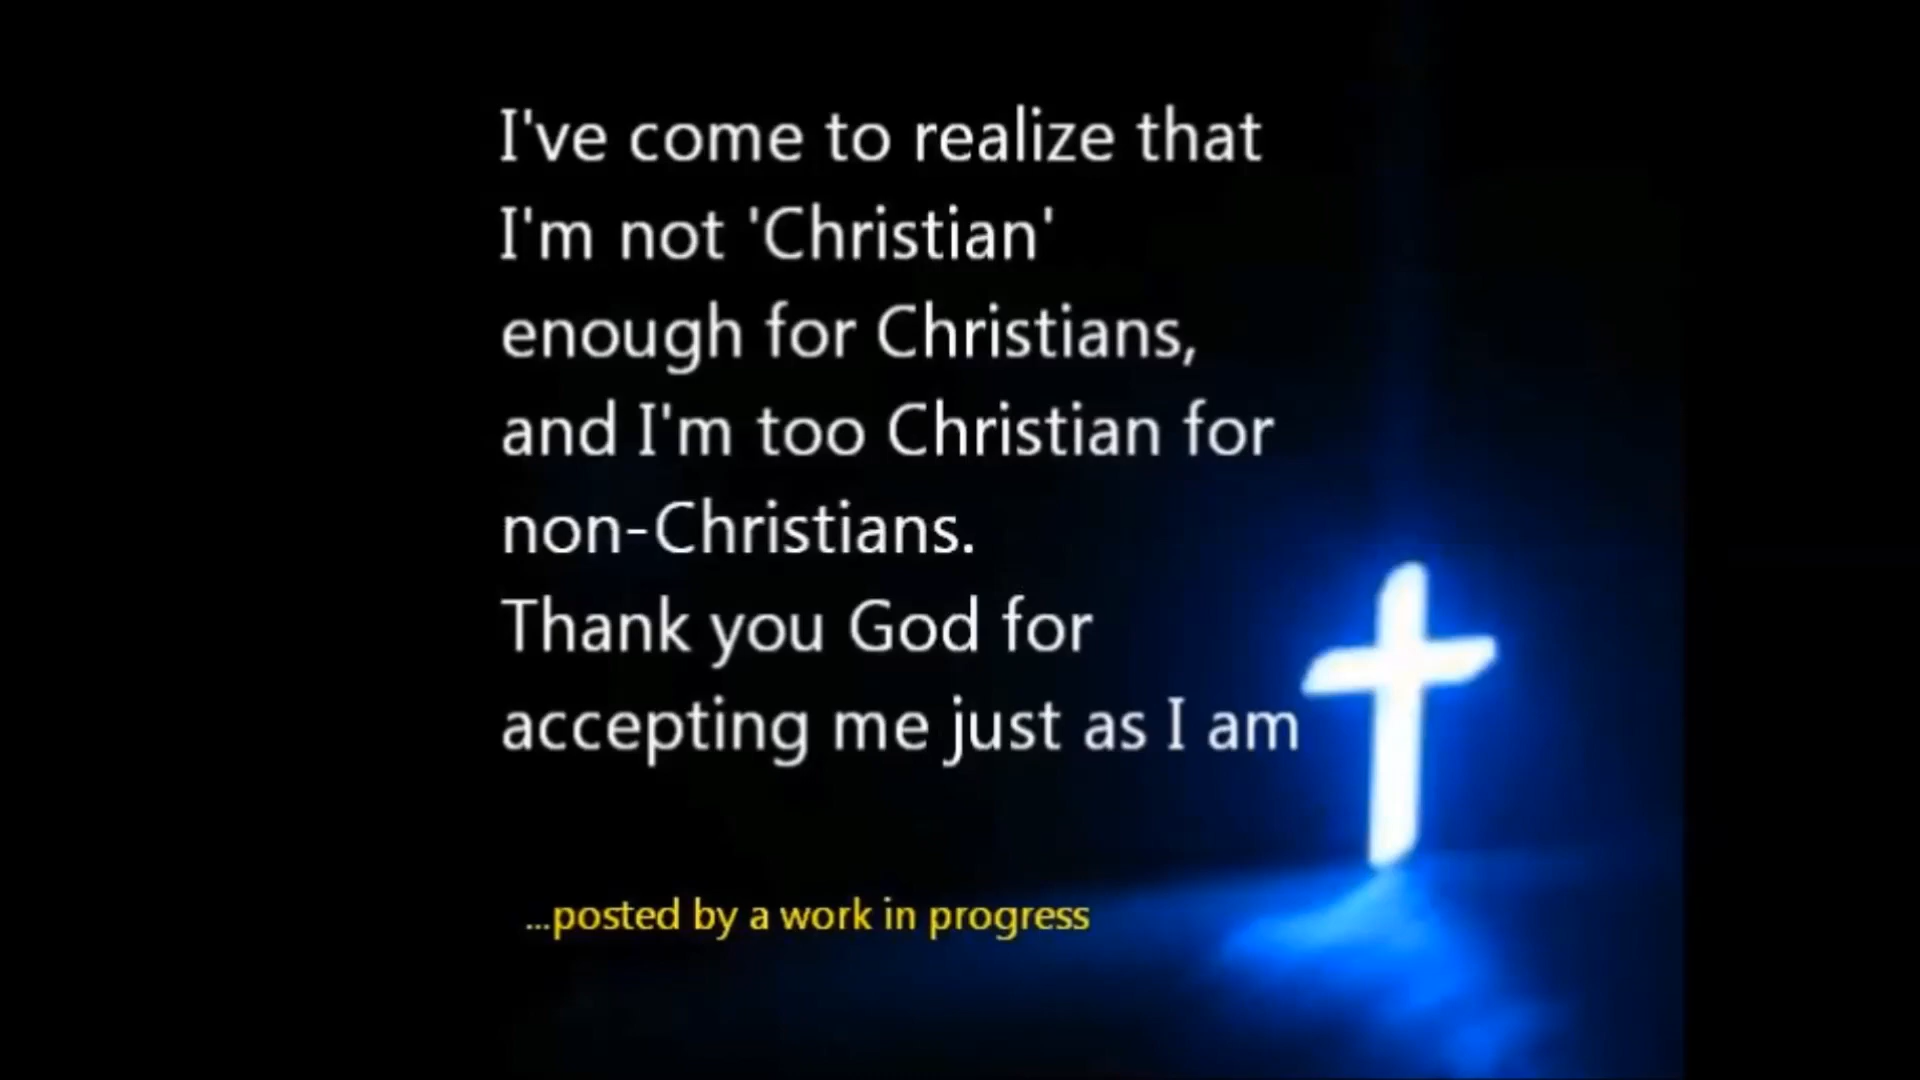 I've come to realize that
I'm not 'Christian'
enough for Christians,
and I'm too Christian for
non-Christians.
Thank you God for
accepting me just as I am
...posted by a work in progress